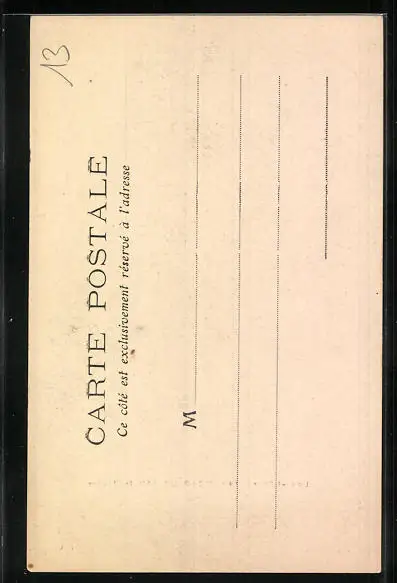 13
CARTE POSTALE
Ce côté est exclusivement réservé à l'adresse
M